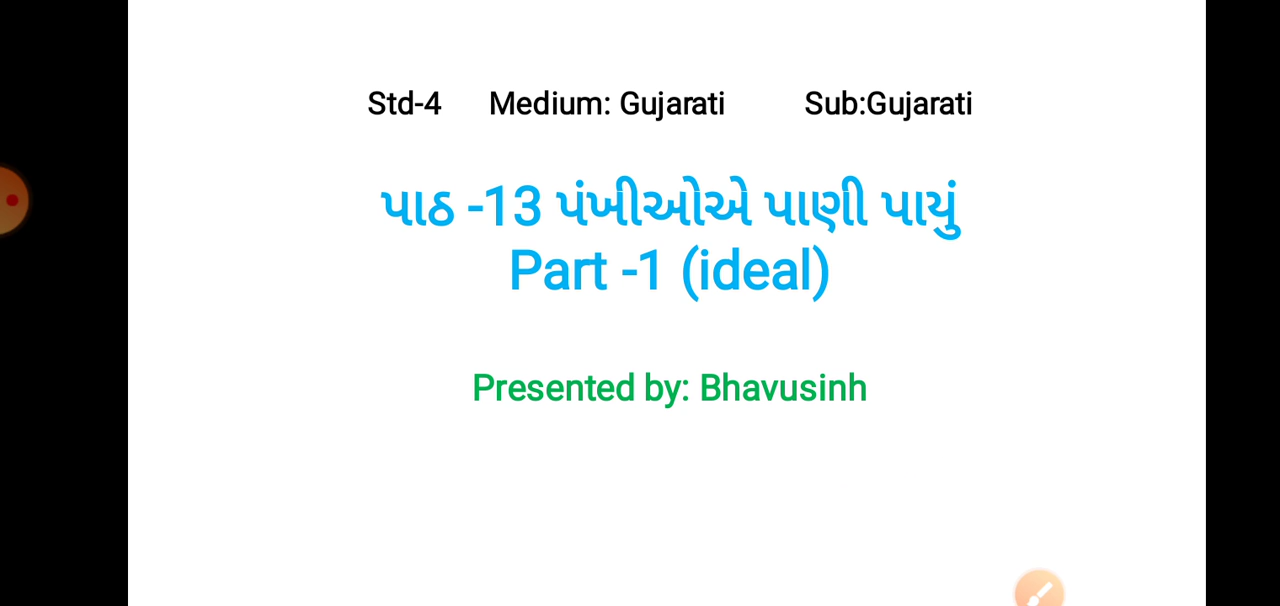 Std-4 Medium: Gujarati Sub:Gujarati
પાઠ -13 પંખીઓએ પાણી પાયું
Part -1 (ideal)
Presented by: Bhavusinh